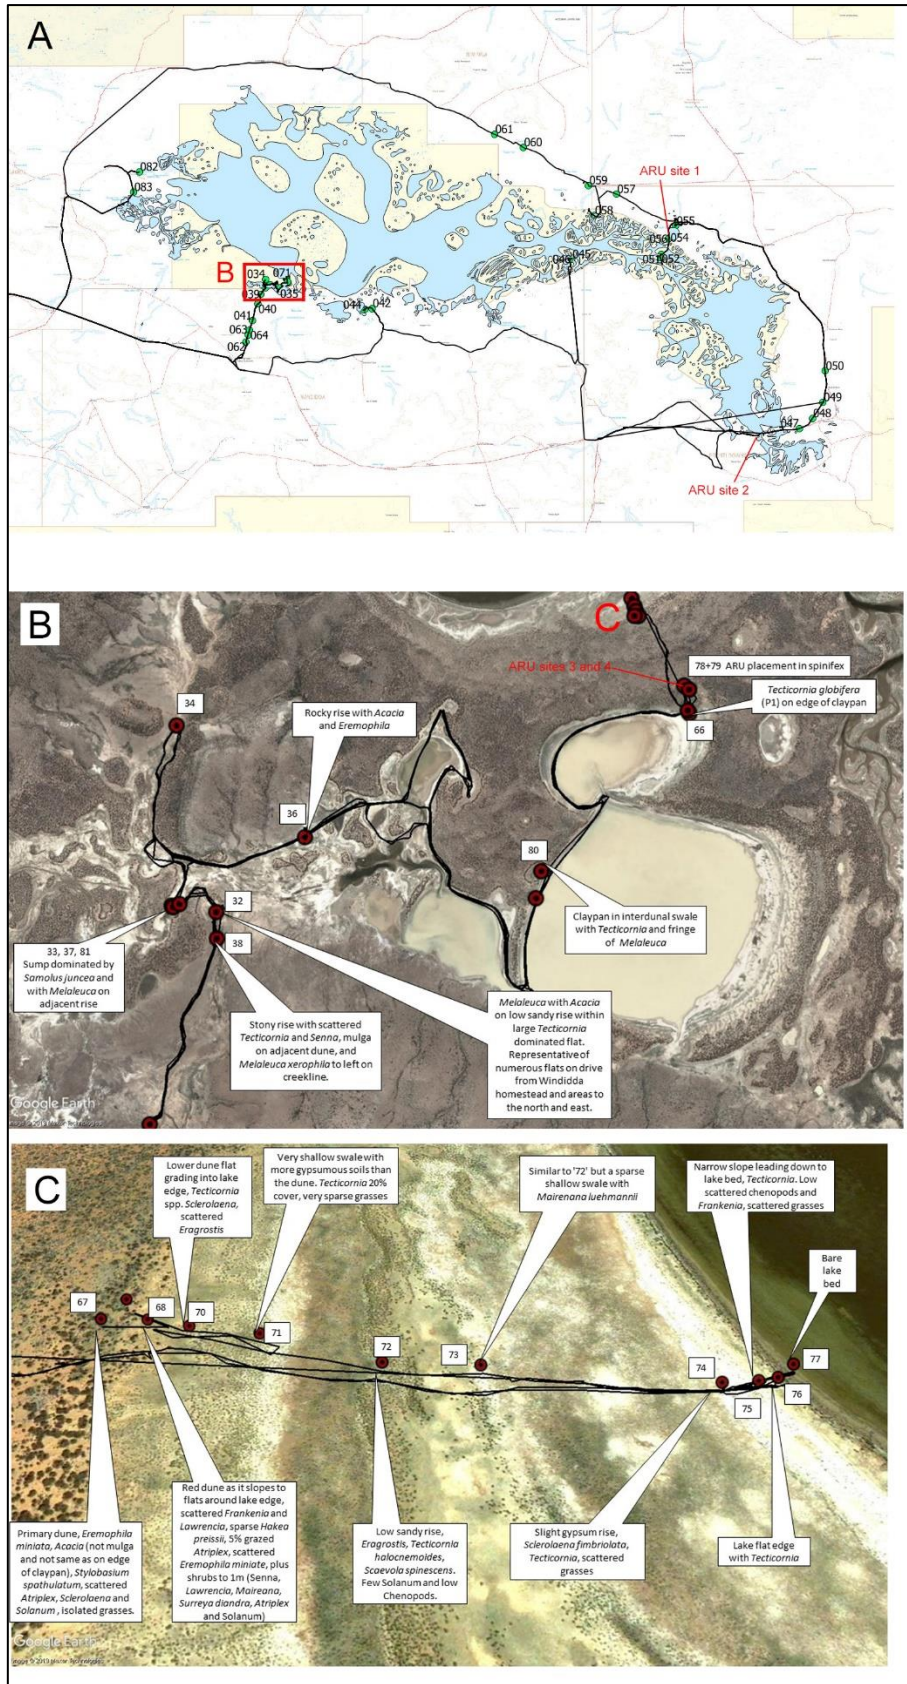 A
061
060
059
057
ARU site 1
082
083
058
055
054
B
034
071
045
052
039
035
040
044
042
041
063
064
062
050
049
048
047
ARU site 2
B
C
ARU sites 3 and 4
78+79 ARU placement in spinifex
Tecticornia globifera
(P1) on edge of claypan
66
34
Rocky rise with Acacia
and Eremophila
36
80
32
Claypan in interdunal swale
with Tecticornia and fringe
of Melaleuca
38
33, 37, 81
Sump dominated by
Samolus juncea and
with Melaleuca on
adjacent rise
Stony rise with scattered
Tecticornia and Senna, mulga
on adjacent dune, and
Melaleuca xerophila to left on
creekline.
Melaleuca with Acacia
on low sandy rise within
large Tecticornia
dominated flat.
Representative of
numerous flats on drive
from Windidda
homestead and areas to
the north and east.
Google Earth
C
Lower dune flat
grading into lake
edge, Tecticornia
spp. Sclerolaena,
scattered
Eragrostis
Very shallow swale with
more gypsumous soils than
the dune. Tecticornia 20%
cover, very sparse grasses
Similar to '72' but a sparse
shallow swale with
Mairenana luehmannii
Narrow slope leading down to
lake bed, Tecticornia. Low
scattered chenopods and
Frankenia, scattered grasses
Bare
lake
bed
67
68
70
71
72
73
74
75
76
77
Primary dune, Eremophila
miniata, Acacia (not mulga
and not same as on edge
of claypan), Stylobasium
spathulatum, scattered
Atriplex, Sclerolaena and
Solanum , isolated grasses.
Red dune as it slopes to
flats around lake edge,
scattered Frankenia and
Lawrencia, sparse Hakea
preissii, 5% grazed
Atriplex, scattered
Eremophila miniate, plus
shrubs to 1m (Senna,
Lawrencia, Maireana,
Surreya diandra, Atriplex
and Solanum)
Low sandy rise,
Eragrostis, Tecticornia
halocnemoides,
Scaevola spinescens.
Few Solanum and low
Chenopods.
Slight gypsum rise,
Sclerolaena fimbriolata,
Tecticornia, scattered
grasses
Lake flat edge
with Tecticornia
Google Earth